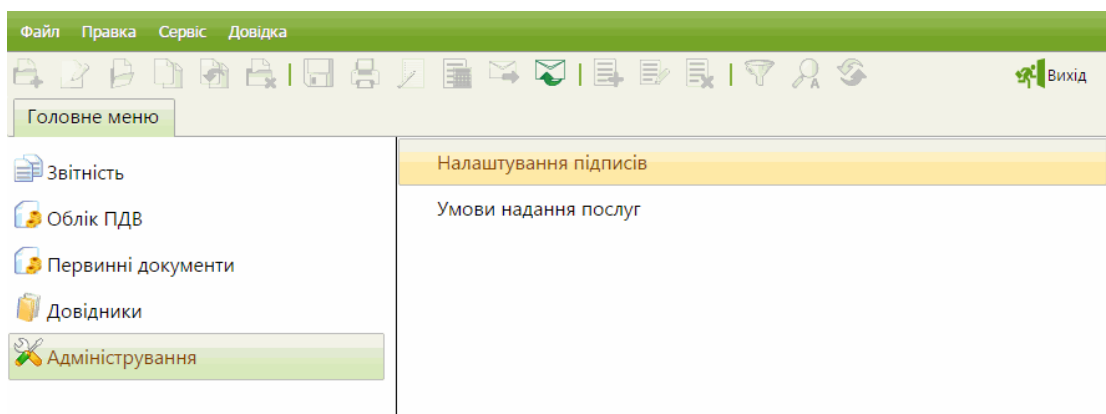 Файл Правка Сервіс Довідка
Вихід
Головне меню
Звітність
Облік ПДВ
Первинні документи
Довідники
Адміністрування
Налаштування підписів
Умови надання послуг